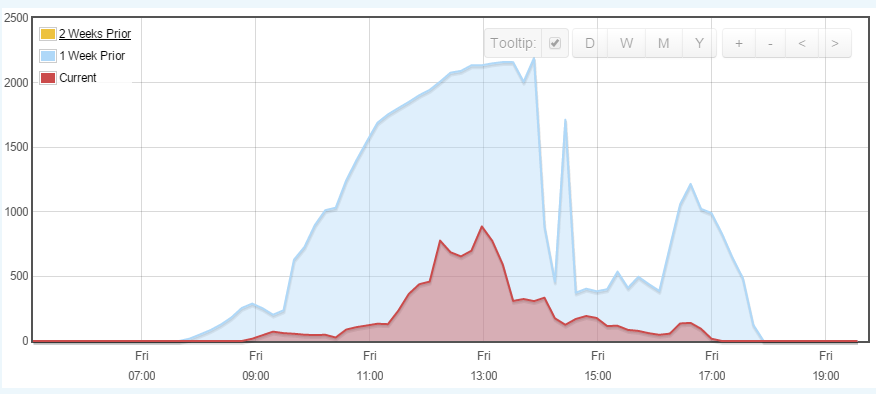 2500
2 Weeks Prior
1 Week Prior
Current
Tooltip: D W M Y + - < >
2000
1500
1000
500
0
Fri Fri Fri Fri Fri Fri Fri
07:00 09:00 11:00 13:00 15:00 17:00 19:00